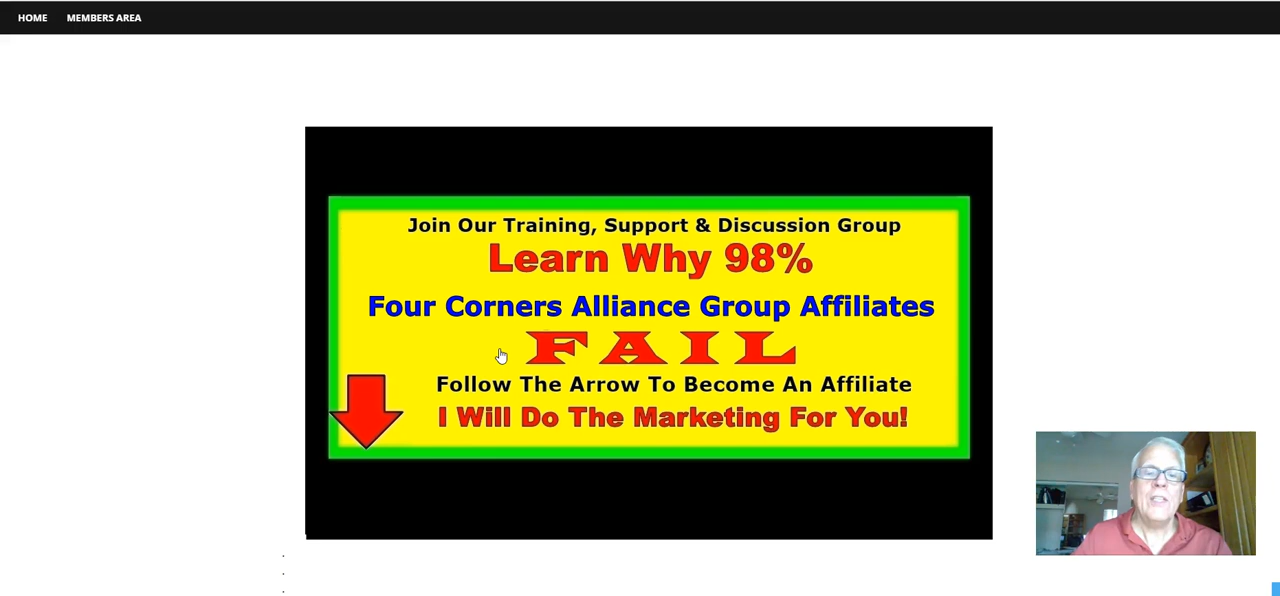 HOME MEMBERS AREA
Join Our Training, Support & Discussion Group
Learn Why 98%
Four Corners Alliance Group Affiliates
FAIL
Follow The Arrow To Become An Affiliate
I Will Do The Marketing For You!
.
.
.